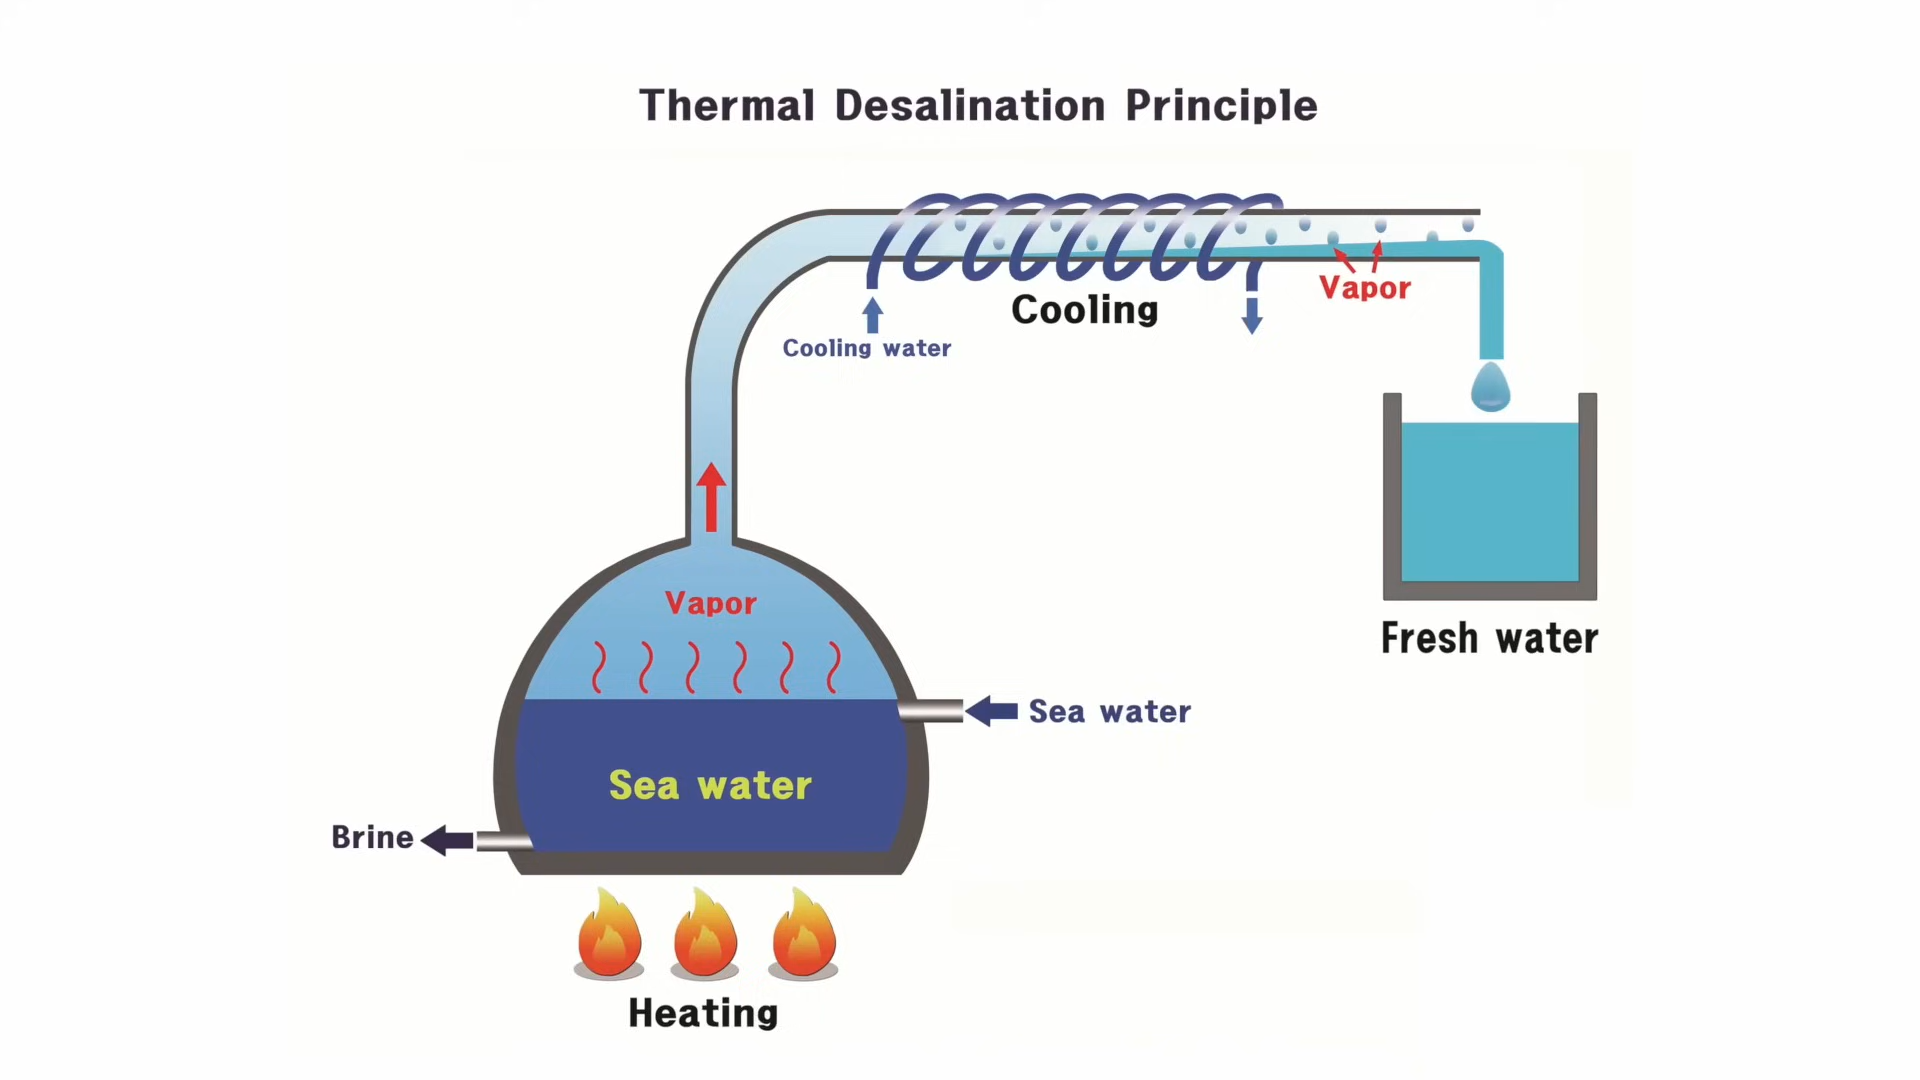 Thermal Desalination Principle
Vapor
Cooling
Cooling water
Vapor
Fresh water
Sea water
Sea water
Brine
Heating